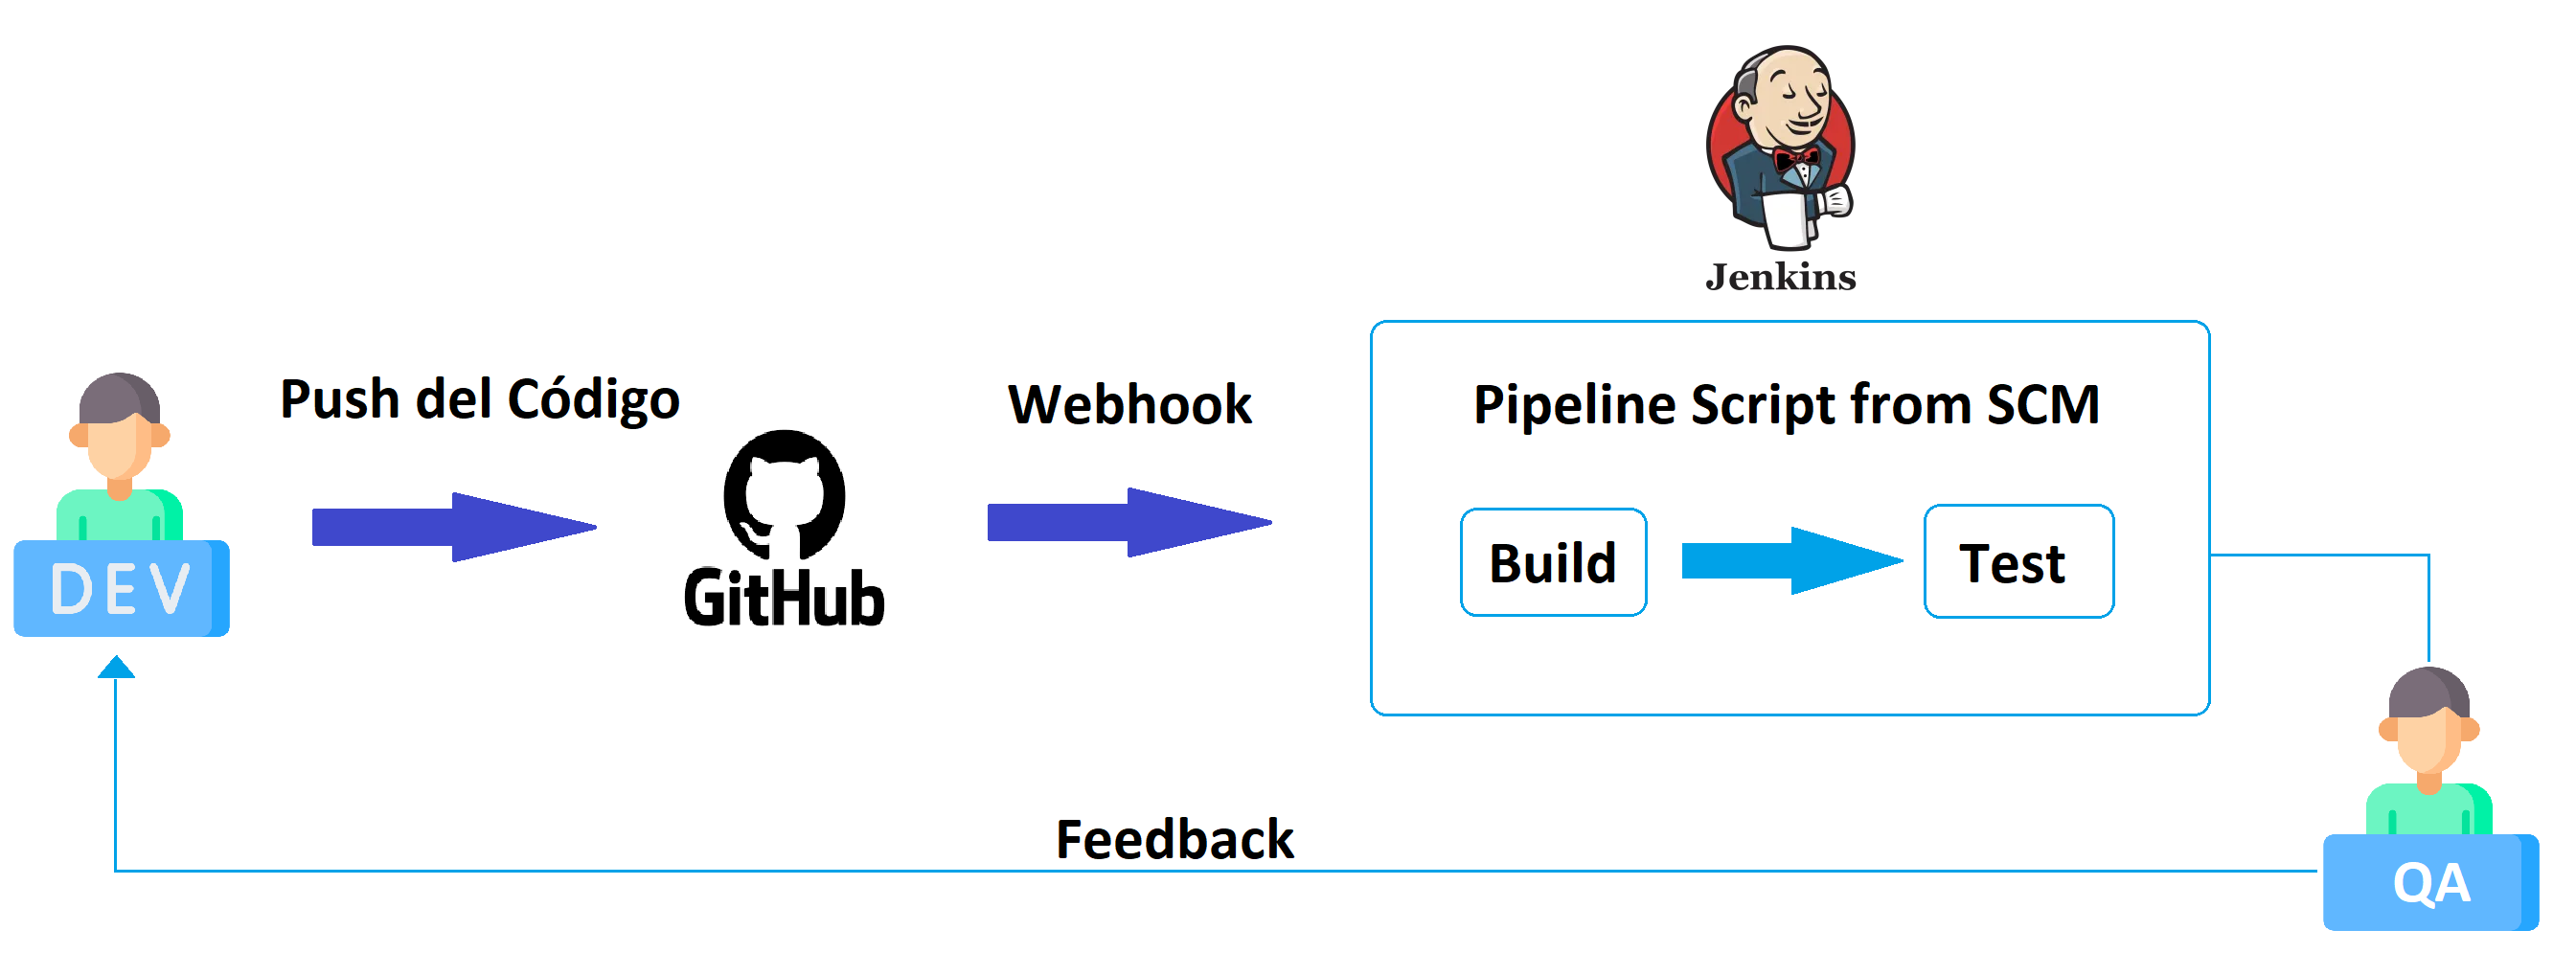 Jenkins
Push del Código
Webhook
Pipeline Script from SCM
GitHub
Build
Test
DEV
Feedback
QA